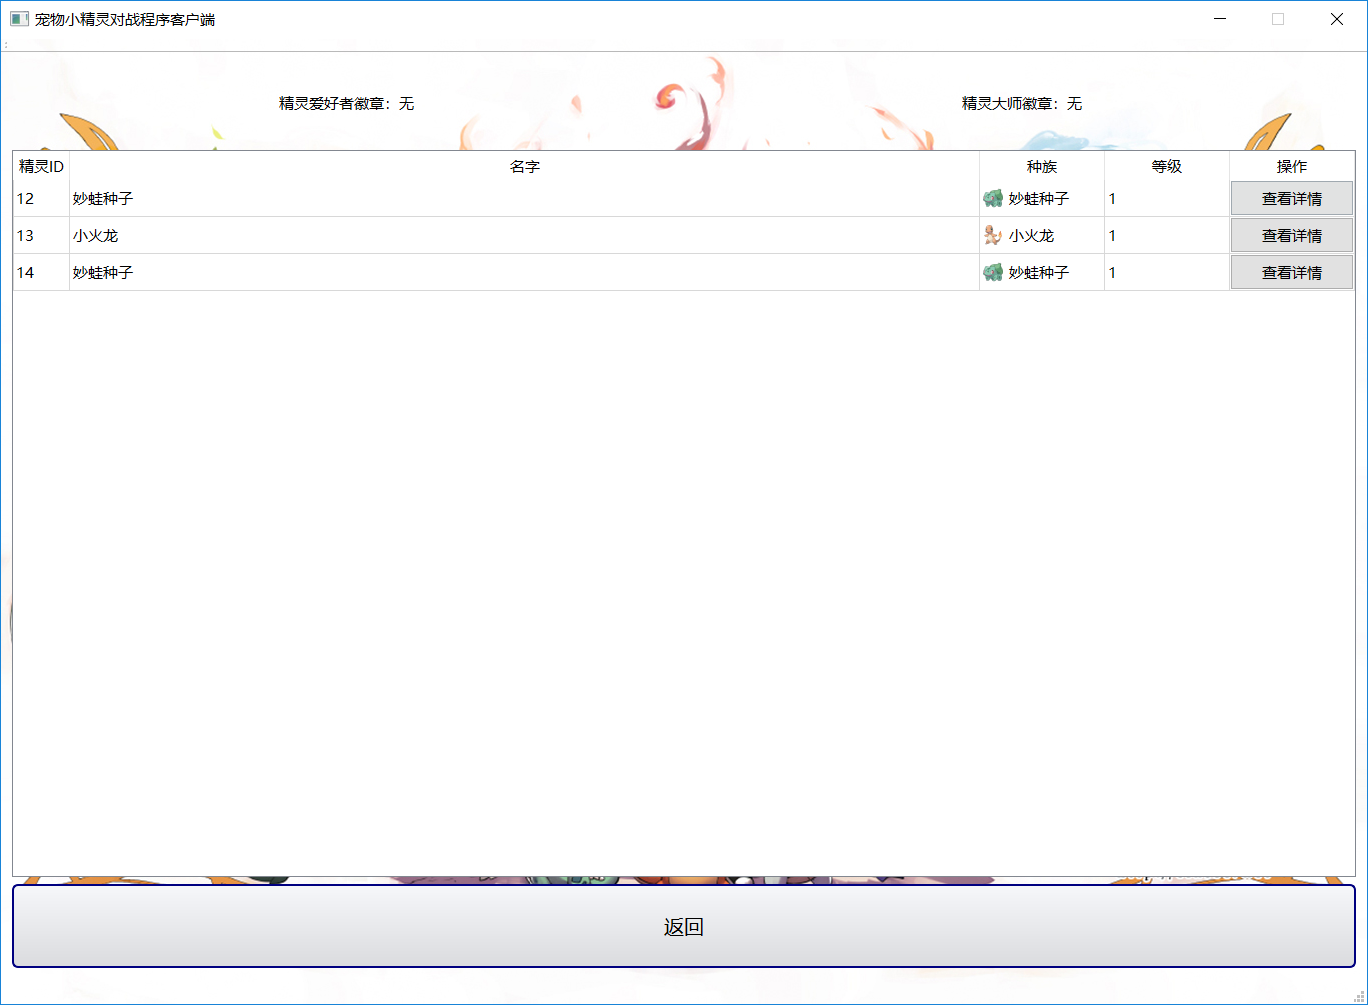 宠物小精灵对战程序客户端
精灵爱好者徽章：无 精灵大师徽章：无
精灵ID 名字 种族 等级 操作
12 妙蛙种子 妙蛙种子 1 查看详情
13 小火龙 小火龙 1 查看详情
14 妙蛙种子 妙蛙种子 1 查看详情
返回